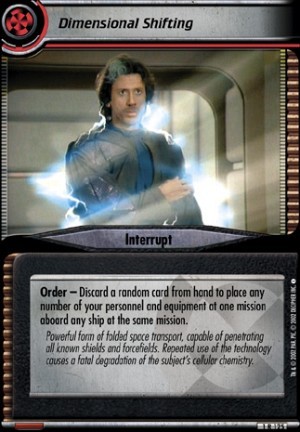 Dimensional Shifting
Interrupt
Order – Discard a random card from hand to place any
number of your personnel and equipment at one mission
aboard any ship at the same mission.
Powerful form of folded space transport, capable of penetrating
all known shields and forcefields. Repeated use of the technology
causes a fatal degradation of the subject's cellular chemistry.